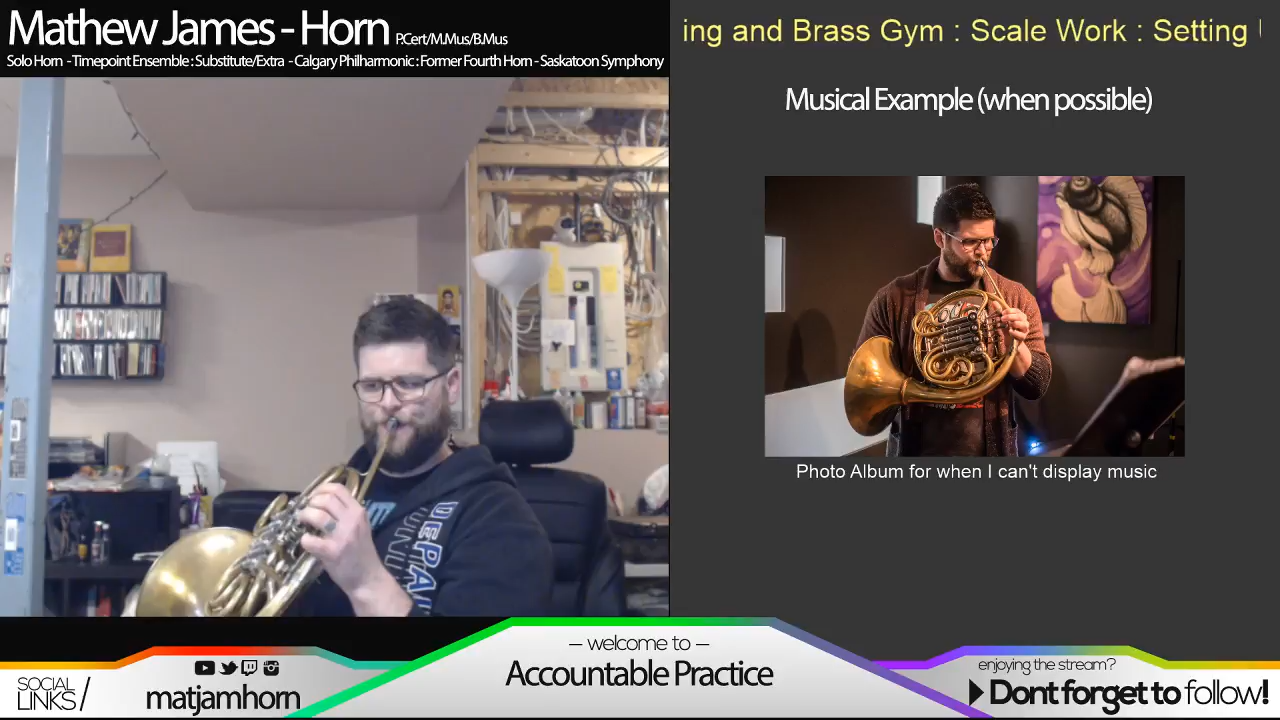 Mathew James - Horn P.Cert/M.Mus/B.Mus
Solo Horn - Timepoint Ensemble : Substitute/Extra - Calgary Philharmonic : Former Fourth Horn - Saskatoon Symphony
ing and Brass Gym : Scale Work : Setting
Musical Example (when possible)
Photo Album for when I can't display music
DEPAU
— welcome to —
Accountable Practice
SOCIAL
LINKS /
matjamhorn
enjoying the stream?
Dont forget to follow!